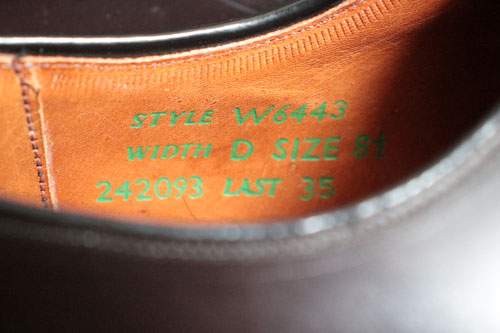 STYLE W6443
WIDTH D SIZE 8½
242093 LAST 35